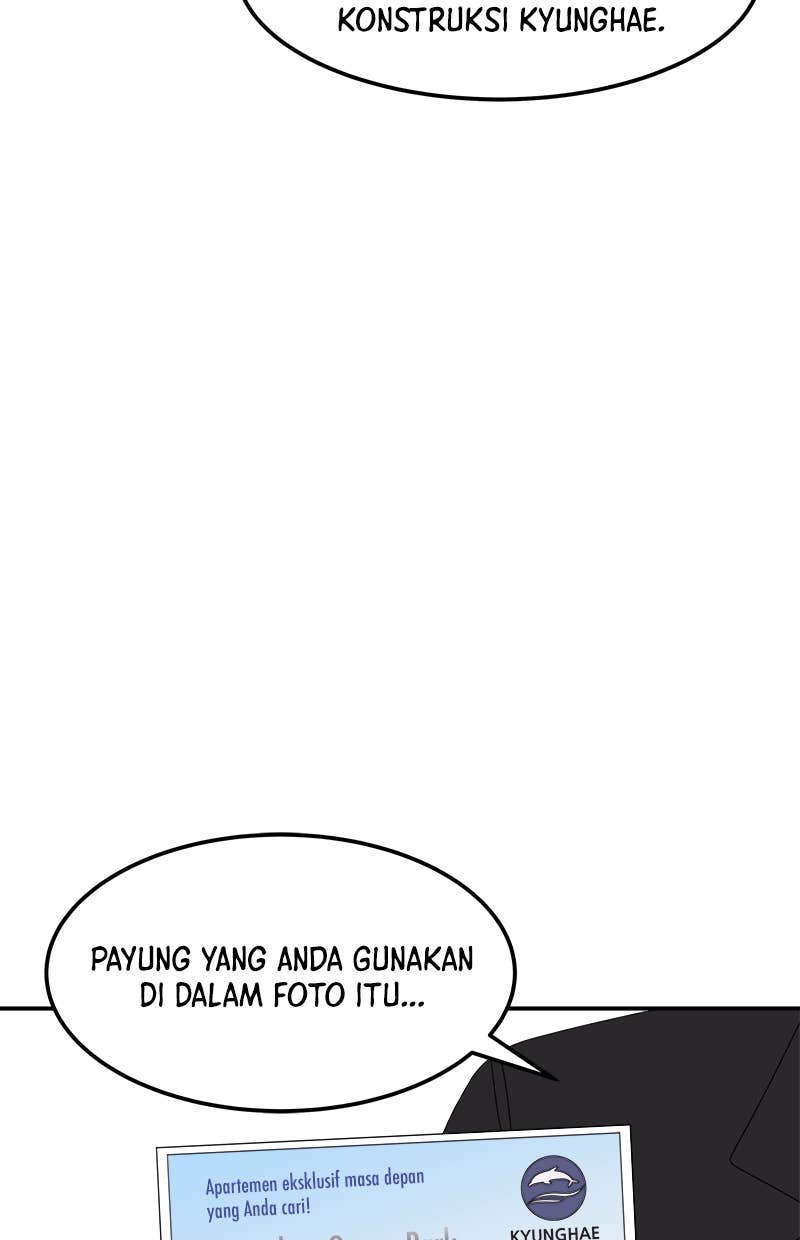 KONSTRUKSI KYUNGHAE.
PAYUNG YANG ANDA GUNAKAN
DI DALAM FOTO ITU...
Apartemen eksklusif masa depan
yang Anda cari!
KYUNGHAE